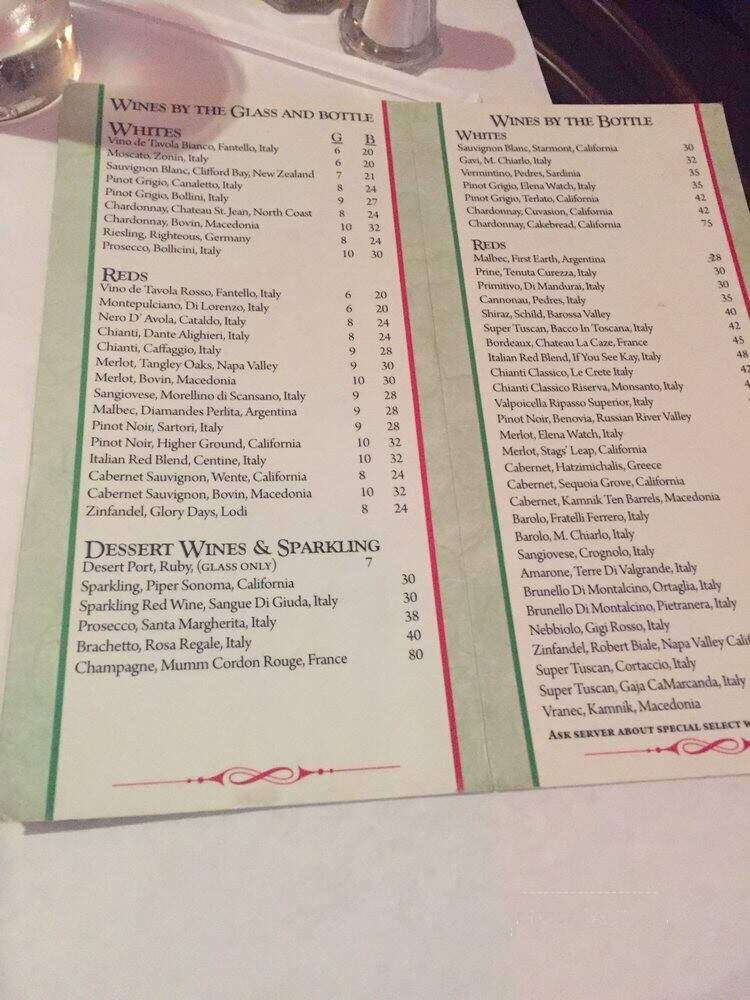 WINES BY THE GLASS AND BOTTLE
WHITES G B
Vino de Tavola Bianco, Fantello, Italy 6 20
Moscato, Zonin, Italy 6 20
Sauvignon Blanc, Clifford Bay, New Zealand 7 21
Pinot Grigio, Canaletto, Italy 8 24
Pinot Grigio, Bollini, Italy 9 27
Chardonnay, Chateau St. Jean, North Coast 8 24
Chardonnay, Bovin, Macedonia 10 32
Riesling, Righteous, Germany 8 24
Prosecco, Bollicini, Italy 10 30
REDS
Vino de Tavola Rosso, Fantello, Italy 6 20
Montepulciano, Di Lorenzo, Italy 6 20
Nero D' Avola, Cataldo, Italy 8 24
Chianti, Dante Alighieri, Italy 8 24
Chianti, Caffaggio, Italy 9 28
Merlot, Tangley Oaks, Napa Valley 9 30
Merlot, Bovin, Macedonia 10 30
Sangiovese, Morellino di Scansano, Italy 9 28
Malbec, Diamandes Perlita, Argentina 9 28
Pinot Noir, Sartori, Italy 9 28
Pinot Noir, Higher Ground, California 10 32
Italian Red Blend, Centine, Italy 10 32
Cabernet Sauvignon, Wente, California 8 24
Cabernet Sauvignon, Bovin, Macedonia 10 32
Zinfandel, Glory Days, Lodi 8 24
DESSERT WINES & SPARKLING
Desert Port, Ruby, (GLASS ONLY) 7
Sparkling, Piper Sonoma, California 30
Sparkling Red Wine, Sangue Di Giuda, Italy 30
Prosecco, Santa Margherita, Italy 38
Brachetto, Rosa Regale, Italy 40
Champagne, Mumm Cordon Rouge, France 80
WINES BY THE BOTTLE
WHITES
Sauvignon Blanc, Starmont, California 30
Gavi, M. Chiarlo, Italy 32
Vermintino, Pedres, Sardinia 35
Pinot Grigio, Elena Watch, Italy 35
Pinot Grigio, Terlato, California 42
Chardonnay, Cuvasion, California 42
Chardonnay, Cakebread, California 75
REDS
Malbec, First Earth, Argentina 28
Prine, Tenuta Curezza, Italy 30
Primitivo, Di Mandurai, Italy 30
Cannonau, Pedres, Italy 35
Shiraz, Schild, Barossa Valley 40
Super Tuscan, Bacco In Toscana, Italy 42
Bordeaux, Chateau La Caze, France 45
Italian Red Blend, If You See Kay, Italy 48
Chianti Classico, Le Crete Italy 42
Chianti Classico Riserva, Monsanto, Italy
Valpoicella Ripasso Superior, Italy
Pinot Noir, Benovia, Russian River Valley
Merlot, Elena Watch, Italy
Merlot, Stags' Leap, California
Cabernet, Hatzimichalis, Greece
Cabernet, Sequoia Grove, California
Cabernet, Kamnik Ten Barrels, Macedonia
Barolo, Fratelli Ferrero, Italy
Barolo, M. Chiarlo, Italy
Sangiovese, Crognolo, Italy
Amarone, Terre Di Valgrande, Italy
Brunello Di Montalcino, Ortaglia, Italy
Brunello Di Montalcino, Pietranera, Italy
Nebbiolo, Gigi Rosso, Italy
Zinfandel, Robert Biale, Napa Valley Calif
Super Tuscan, Cortaccio, Italy
Super Tuscan, Gaja CaMarcanda, Italy
Vranec, Kamnik, Macedonia
ASK SERVER ABOUT SPECIAL SELECT W